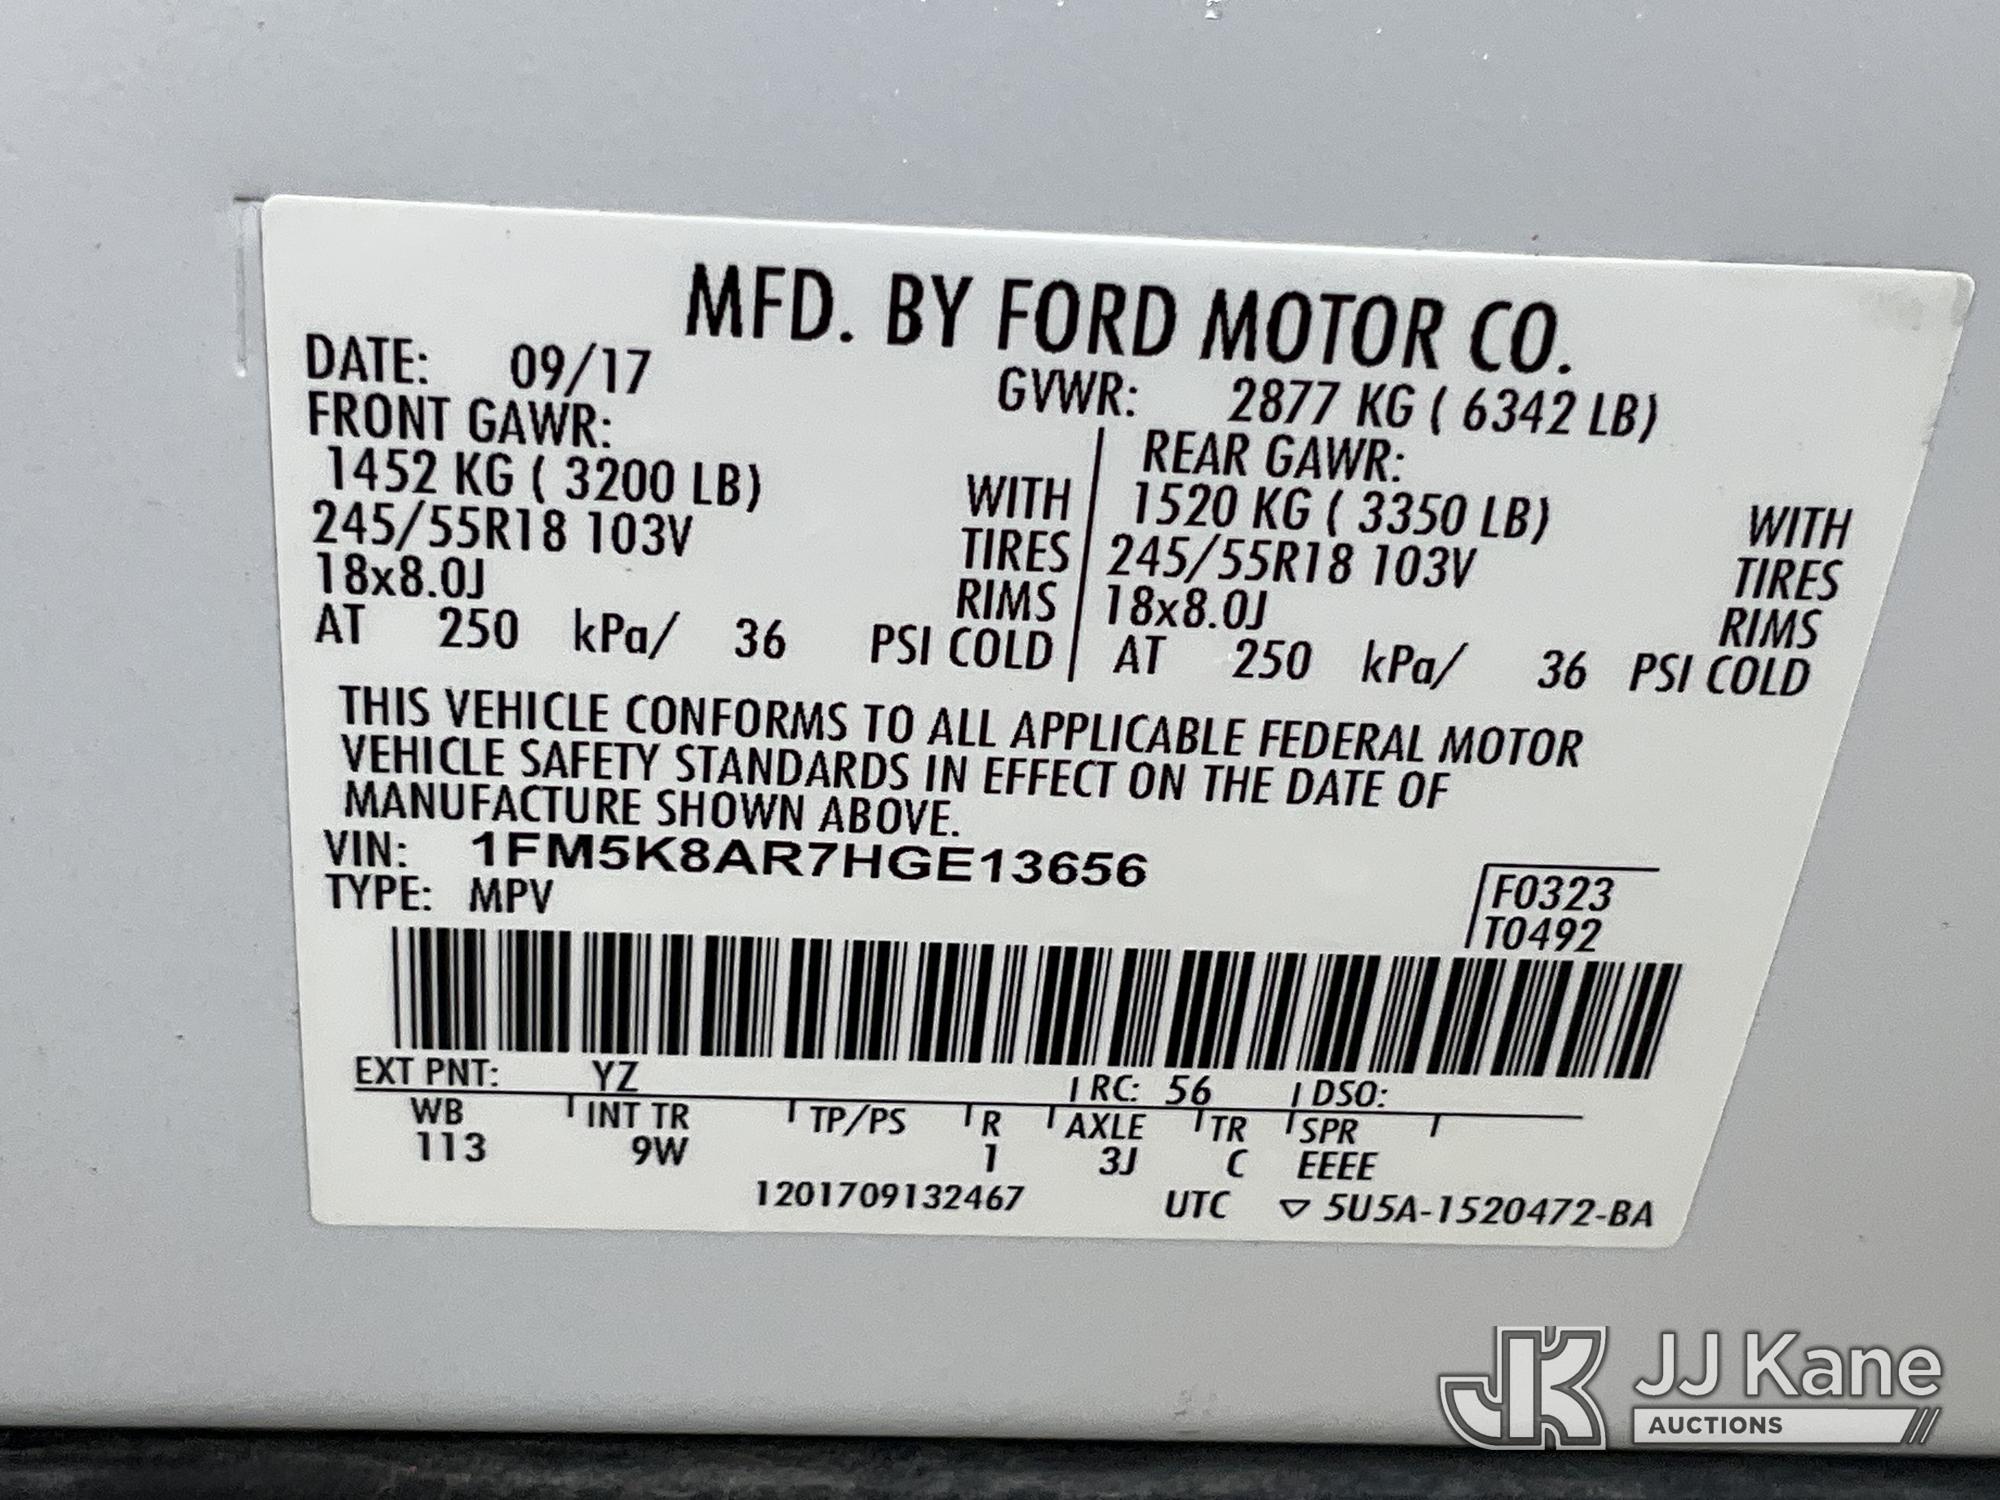 MFD. BY FORD MOTOR CO.
DATE: 09/17 GVWR: 2877 KG ( 6342 LB)
FRONT GAWR: REAR GAWR:
1452 KG ( 3200 LB) WITH 1520 KG ( 3350 LB) WITH
245/55R18 103V TIRES 245/55R18 103V TIRES
18x8.0J RIMS 18x8.0J RIMS
AT 250 kPa/ 36 PSI COLD AT 250 kPa/ 36 PSI COLD
THIS VEHICLE CONFORMS TO ALL APPLICABLE FEDERAL MOTOR
VEHICLE SAFETY STANDARDS IN EFFECT ON THE DATE OF
MANUFACTURE SHOWN ABOVE.
VIN: 1FM5K8AR7HGE13656
TYPE: MPV
F0323
T0492
EXT PNT: YZ RC: 56 DSO:
WB INT TR TP/PS R AXLE TR SPR
113 9W 1 3J C EEEE
1201709132467 UTC ▽ 5U5A-1520472-BA
JK JJ Kane
AUCTIONS